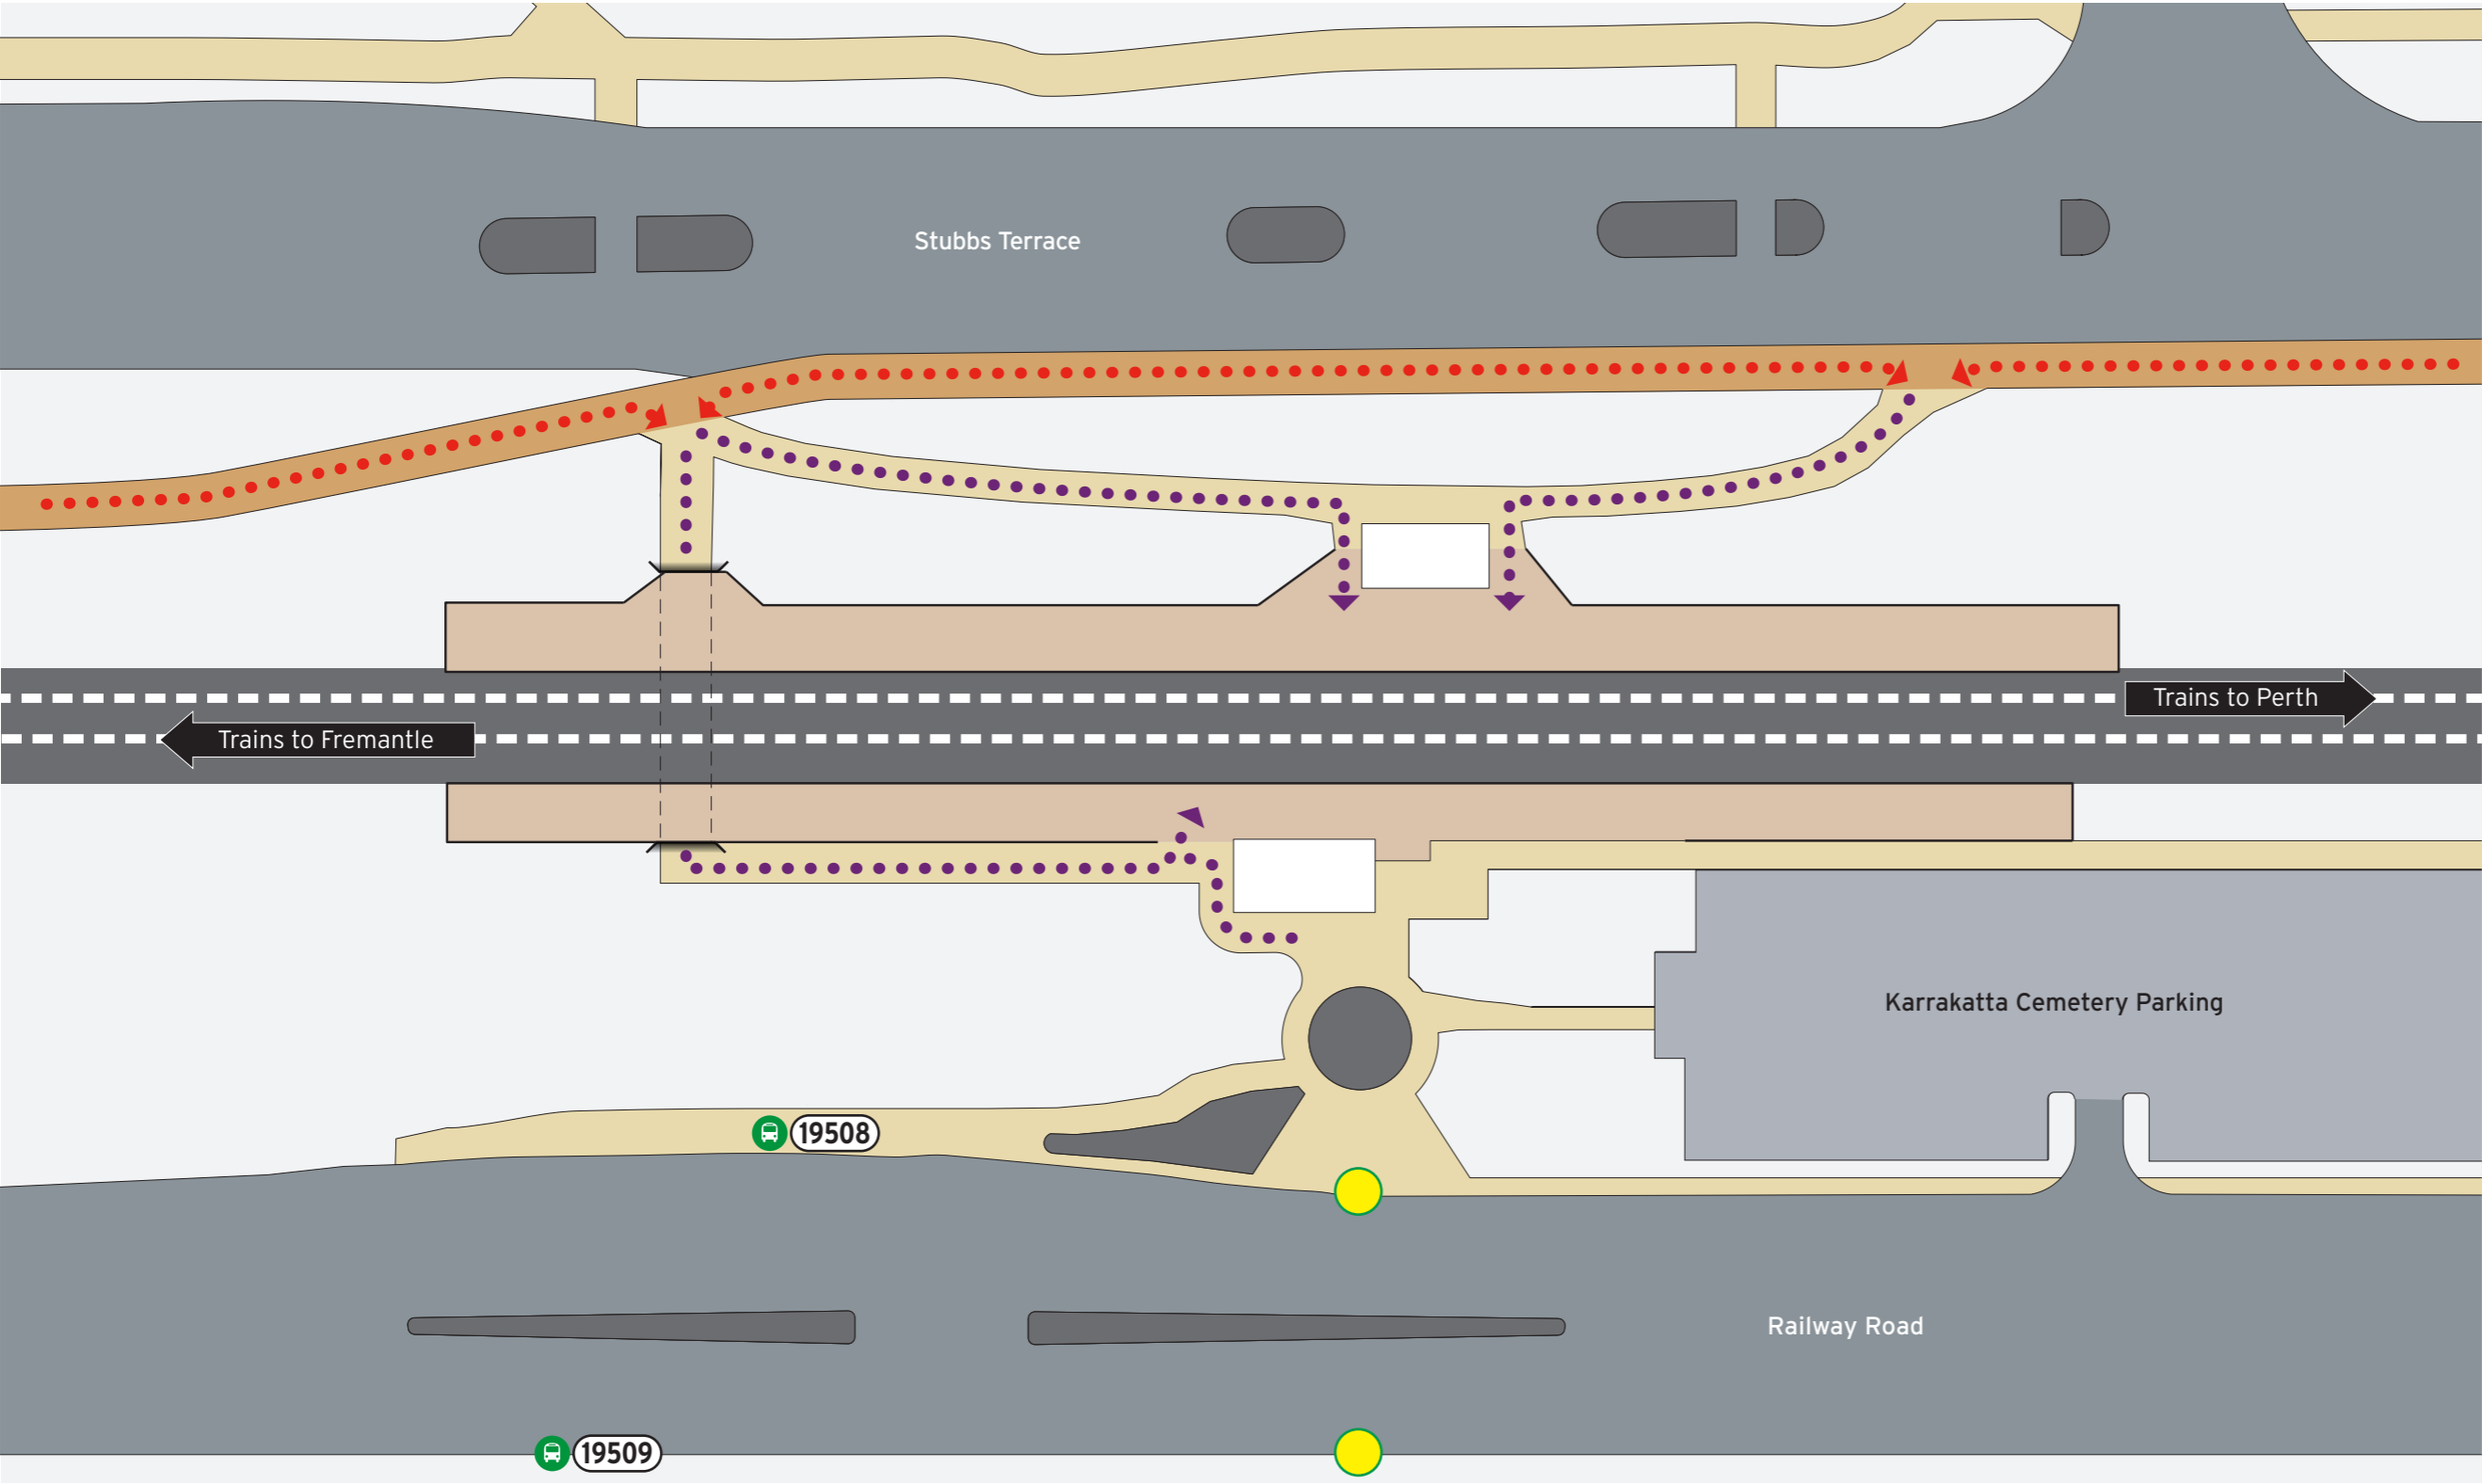 Stubbs Terrace
Trains to Perth
Trains to Fremantle
Karrakatta Cemetery Parking
19508
Railway Road
19509